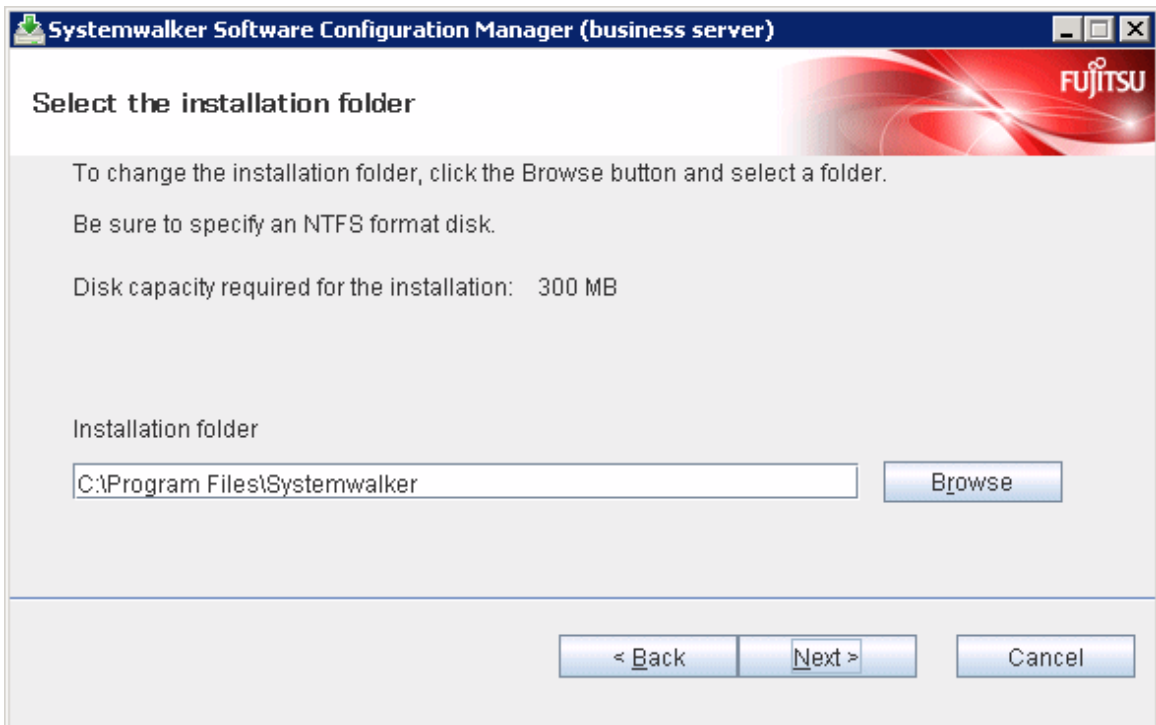 Systemwalker Software Configuration Manager (business server)
Select the installation folder
FUJITSU
To change the installation folder, click the Browse button and select a folder.
Be sure to specify an NTFS format disk.
Disk capacity required for the installation: 300 MB
Installation folder
C:\Program Files\Systemwalker
Browse
< Back
Next >
Cancel